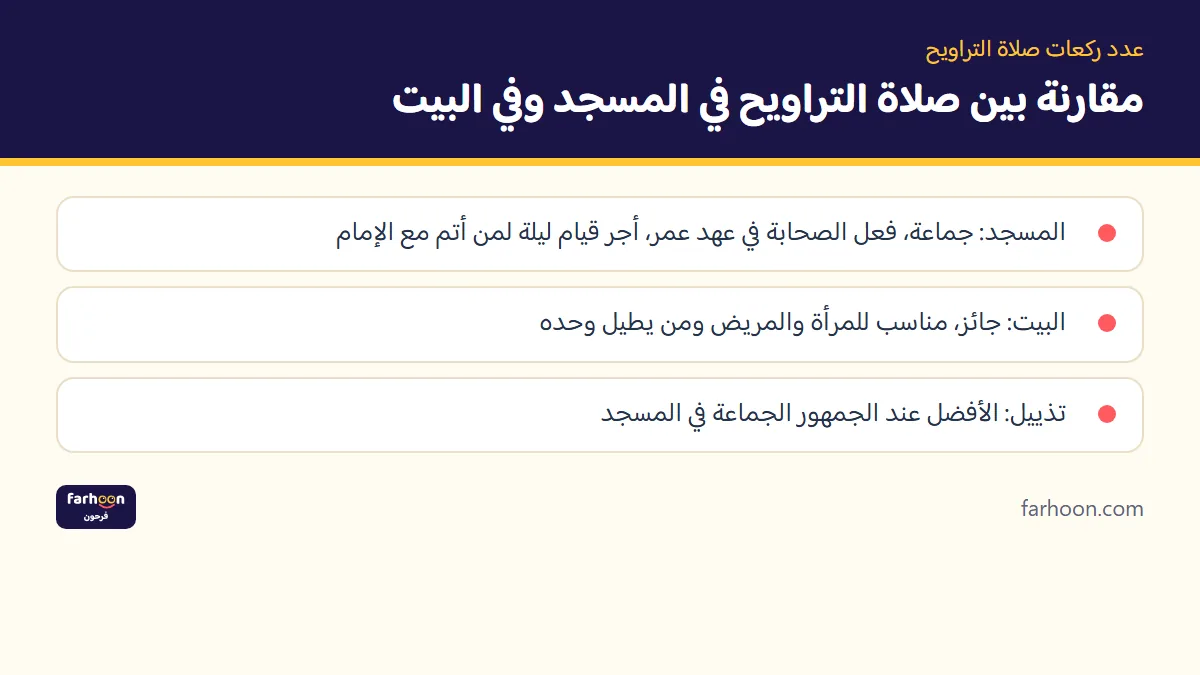 عدد ركعات صلاة التراويح
مقارنة بين صلاة التراويح في المسجد وفي البيت
المسجد: جماعة، فعل الصحابة في عهد عمر، أجر قيام ليلة لمن أتم مع الإمام
البيت: جائز، مناسب للمرأة والمريض ومن يطيل وحده
تذييل: الأفضل عند الجمهور الجماعة في المسجد
farhoon.com
farhoon
فرحون